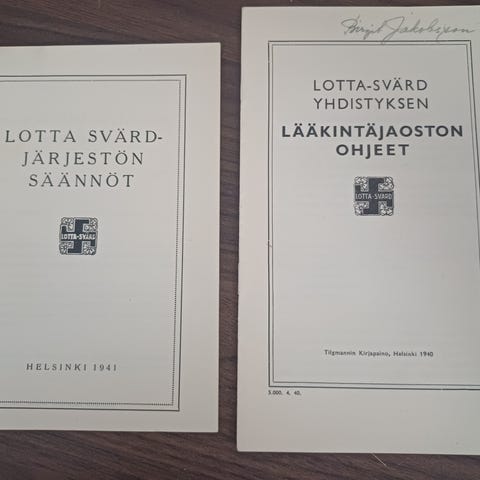 LOTTA SVÄRD-
JÄRJESTÖN
SÄÄNNÖT
LOTTA-SVÄRD
HELSINKI 1941
Birgit Jakobsson
LOTTA-SVÄRD
YHDISTYKSEN
LÄÄKINTÄJAOSTON
OHJEET
LOTTA-SVÄRD
Tilgmannin Kirjapaino, Helsinki 1940
5.000. 4. 40.